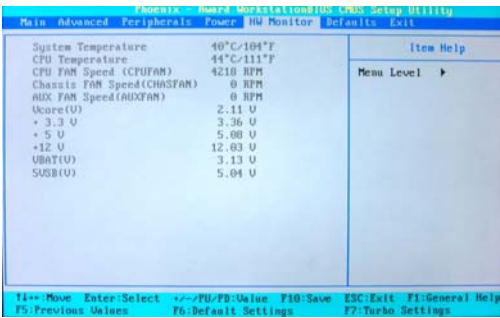 Phoenix - Award WorkstationBIOS CMOS Setup Utility
Main Advanced Peripherals Power HW Monitor Defaults Exit
System Temperature 40°C/104°F
CPU Temperature 44°C/111°F
CPU FAN Speed (CPUFAN) 4218 RPM
Chassis FAN Speed(CHASFAN) 0 RPM
AUX FAN Speed(AUXFAN) 0 RPM
Vcore(V) 2.11 V
+ 3.3 V 3.36 V
+ 5 V 5.08 V
+12 V 12.03 V
VBAT(V) 3.13 V
5VSB(V) 5.04 V
Item Help
Menu Level ▶
↑↓←→:Move Enter:Select +/-/PU/PD:Value F10:Save ESC:Exit F1:General Help
F5:Previous Values F6:Default Settings F7:Turbo Settings